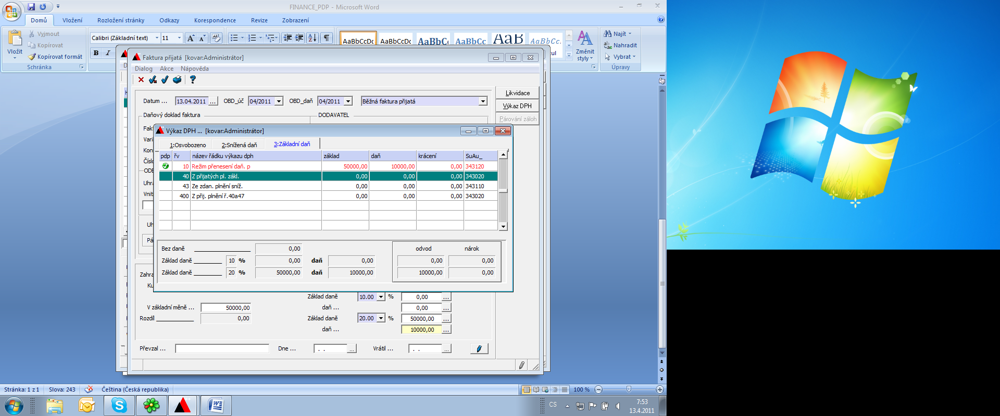 FINANCE_PDP - Microsoft Word
Domů Vložení Rozložení stránky Odkazy Korespondence Revize Zobrazení
Vložit
Vyjmout
Kopírovat
Kopírovat formát
Schránka
Calibri (Základní text) 11
B I
AaBbCcDc AaBbCcDc AaBbC AaBbCc AaB AaBbCc.
Změnit styly
Najít
Nahradit
Vybrat
Úpravy
Faktura přijatá [kovar:Administrátor]
Dialog Akce Nápověda
Datum ... 13.04.2011 ... OBD_úč 04/2011 OBD_daň 04/2011 Běžná faktura přijatá
Likvidace
Výkaz DPH
Párování záloh
Daňový doklad faktura DODAVATEL
Fak
Vari
Kon
Čísl
Uhra
Vnit
Uh
Pá
Výkaz DPH ... [kovar:Administrátor]
1:Osvobozeno 2:Snížená daň 3:Základní daň
pdp řv název řádku výkazu dph základ daň krácení SuAu_
10 Režim přenesení daň. p 50000,00 10000,00 0,00 343120
40 Z přijatých pl. zákl. 0,00 0,00 0,00 343020
43 Ze zdan. plnění sníž. 0,00 0,00 0,00 343110
400 Z přij. plnění ř.40a47 0,00 0,00 0,00 343020
Bez daně 0,00 odvod nárok
Základ daně 10 % 0,00 daň 0,00 0,00 0,00
Základ daně 20 % 50000,00 daň 10000,00 10000,00 0,00
Zahra
Ku
Základ daně 10.00 % 0,00 ...
V základní měně ... 50000,00 daň ... 0,00 ...
Rozdíl 0,00 Základ daně 20.00 % 50000,00 ...
daň ... 10000,00 ...
Převzal ... Dne ... . . ... Vrátil ... . . ...
Stránka: 1 z 1 Slova: 243 Čeština (Česká republika) 100 %
CS 7:53
13.4.2011